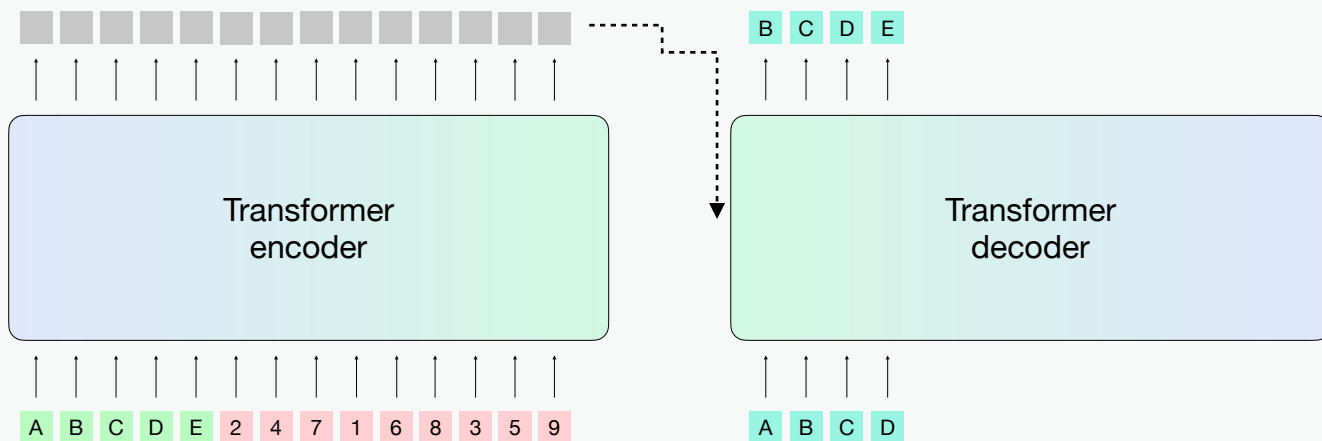 B C D E
Transformer
encoder
Transformer
decoder
A B C D E 2 4 7 1 6 8 3 5 9
A B C D